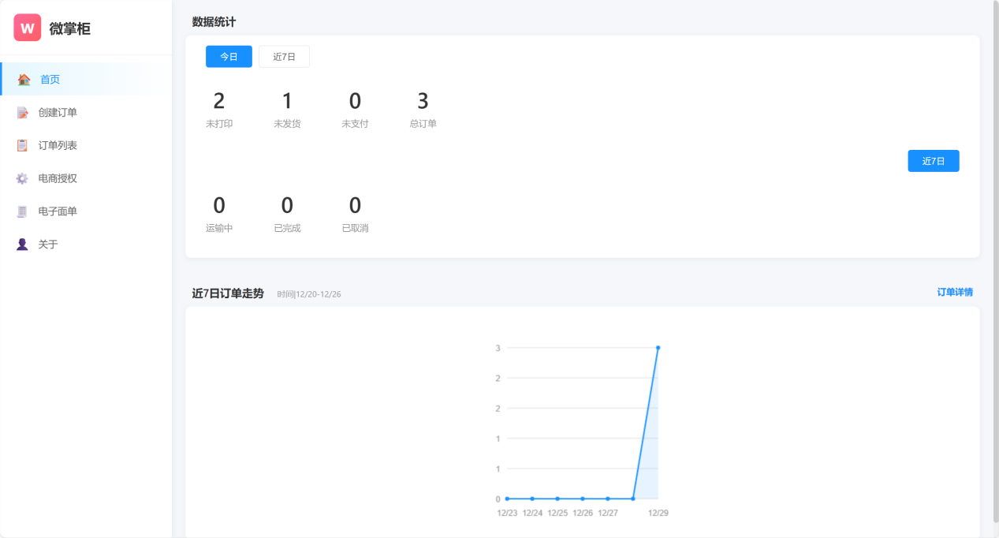 W 微掌柜
首页
创建订单
订单列表
电商授权
电子面单
关于
数据统计
今日 近7日
2 1 0 3
未打印 未发货 未支付 总订单
近7日
0 0 0
运输中 已完成 已取消
近7日订单走势 时间|12/20-12/26 订单详情
3
2
2
1
1
0
12/23 12/24 12/25 12/26 12/27 12/29